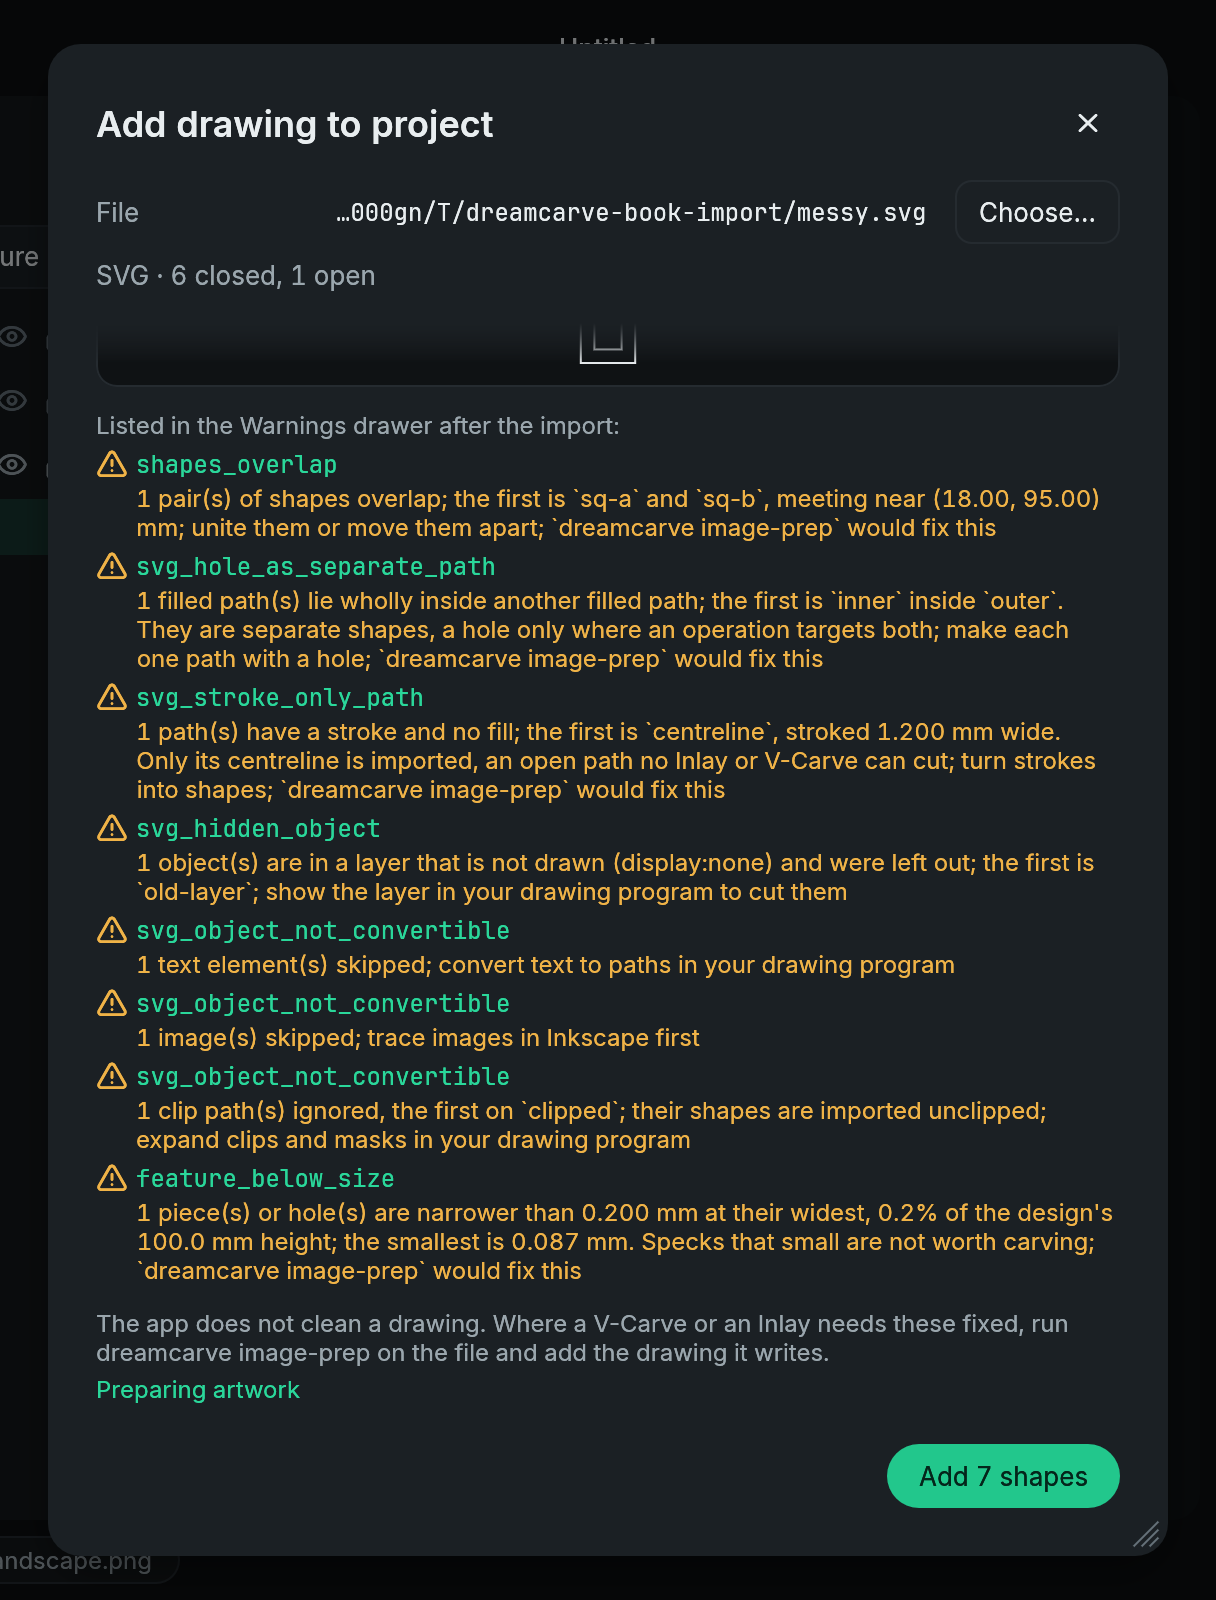 Untitled
Add drawing to project
File
…000gn/T/dreamcarve-book-import/messy.svg
Choose…
ure
SVG · 6 closed, 1 open
Listed in the Warnings drawer after the import:
shapes_overlap
1 pair(s) of shapes overlap; the first is `sq-a` and `sq-b`, meeting near (18.00, 95.00)
mm; unite them or move them apart; `dreamcarve image-prep` would fix this
svg_hole_as_separate_path
1 filled path(s) lie wholly inside another filled path; the first is `inner` inside `outer`.
They are separate shapes, a hole only where an operation targets both; make each
one path with a hole; `dreamcarve image-prep` would fix this
svg_stroke_only_path
1 path(s) have a stroke and no fill; the first is `centreline`, stroked 1.200 mm wide.
Only its centreline is imported, an open path no Inlay or V-Carve can cut; turn strokes
into shapes; `dreamcarve image-prep` would fix this
svg_hidden_object
1 object(s) are in a layer that is not drawn (display:none) and were left out; the first is
`old-layer`; show the layer in your drawing program to cut them
svg_object_not_convertible
1 text element(s) skipped; convert text to paths in your drawing program
svg_object_not_convertible
1 image(s) skipped; trace images in Inkscape first
svg_object_not_convertible
1 clip path(s) ignored, the first on `clipped`; their shapes are imported unclipped;
expand clips and masks in your drawing program
feature_below_size
1 piece(s) or hole(s) are narrower than 0.200 mm at their widest, 0.2% of the design's
100.0 mm height; the smallest is 0.087 mm. Specks that small are not worth carving;
`dreamcarve image-prep` would fix this
The app does not clean a drawing. Where a V-Carve or an Inlay needs these fixed, run
dreamcarve image-prep on the file and add the drawing it writes.
Preparing artwork
Add 7 shapes
ndscape.png